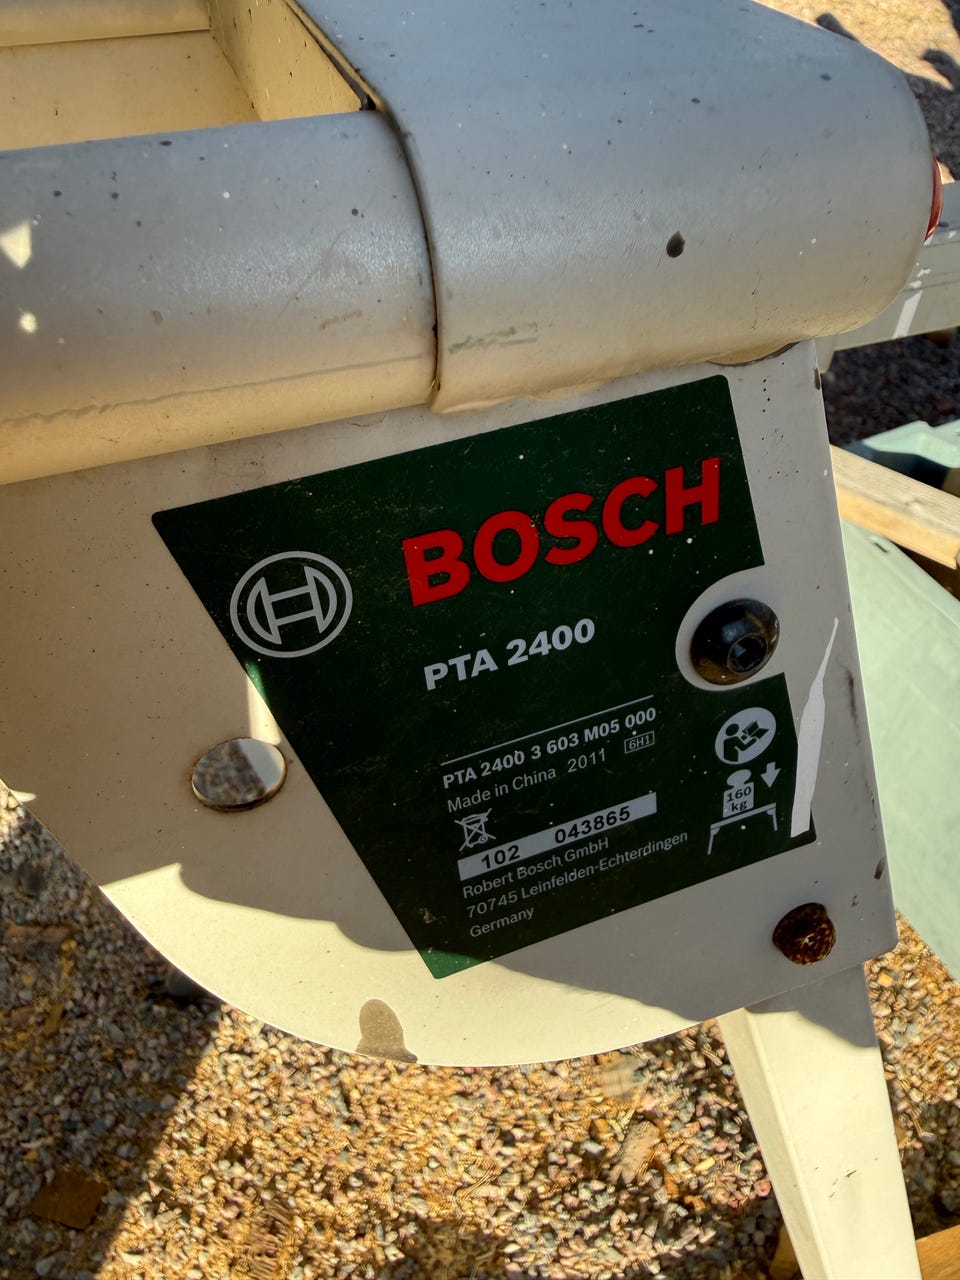 BOSCH
PTA 2400
PTA 2400 3 603 M05 000
Made in China 2011 6H1
102 043865
Robert Bosch GmbH
70745 Leinfelden-Echterdingen
Germany
160
kg